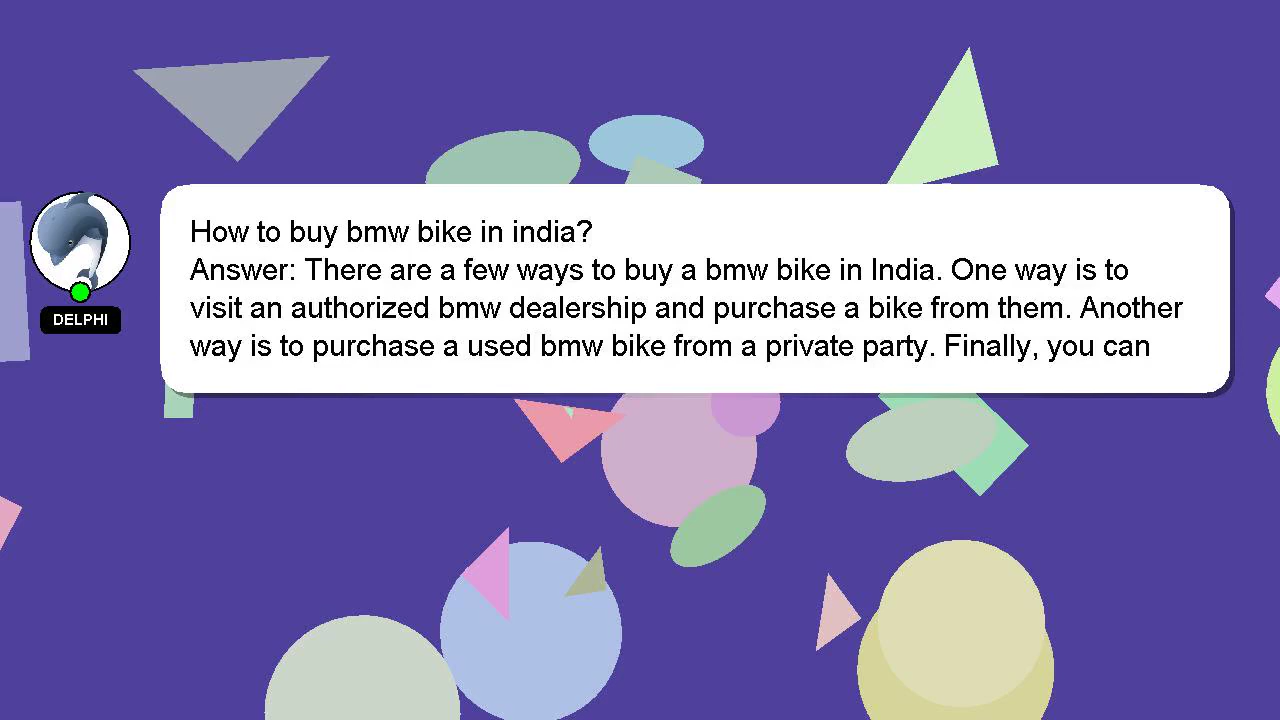 How to buy bmw bike in india?
Answer: There are a few ways to buy a bmw bike in India. One way is to
visit an authorized bmw dealership and purchase a bike from them. Another
way is to purchase a used bmw bike from a private party. Finally, you can
DELPHI